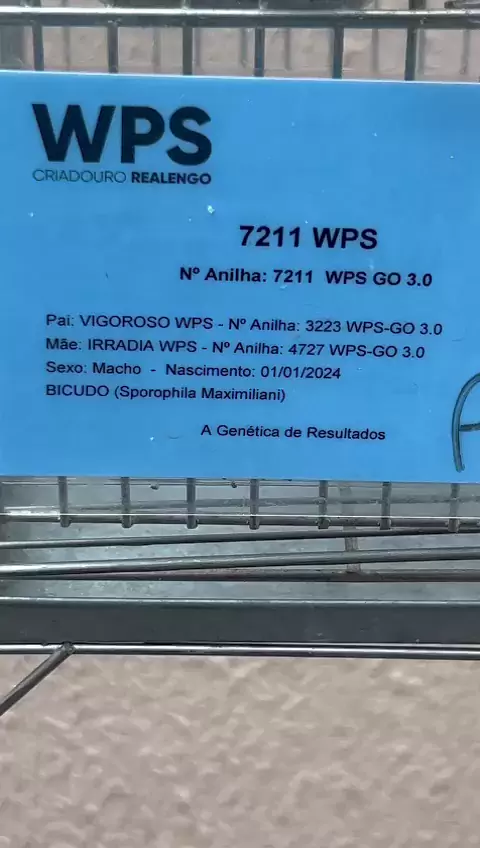 WPS
CRIADOURO REALENGO
7211 WPS
Nº Anilha: 7211 WPS GO 3.0
Pai: VIGOROSO WPS - Nº Anilha: 3223 WPS-GO 3.0
Mãe: IRRADIA WPS - Nº Anilha: 4727 WPS-GO 3.0
Sexo: Macho - Nascimento: 01/01/2024
BICUDO (Sporophila Maximiliani)
A Genética de Resultados